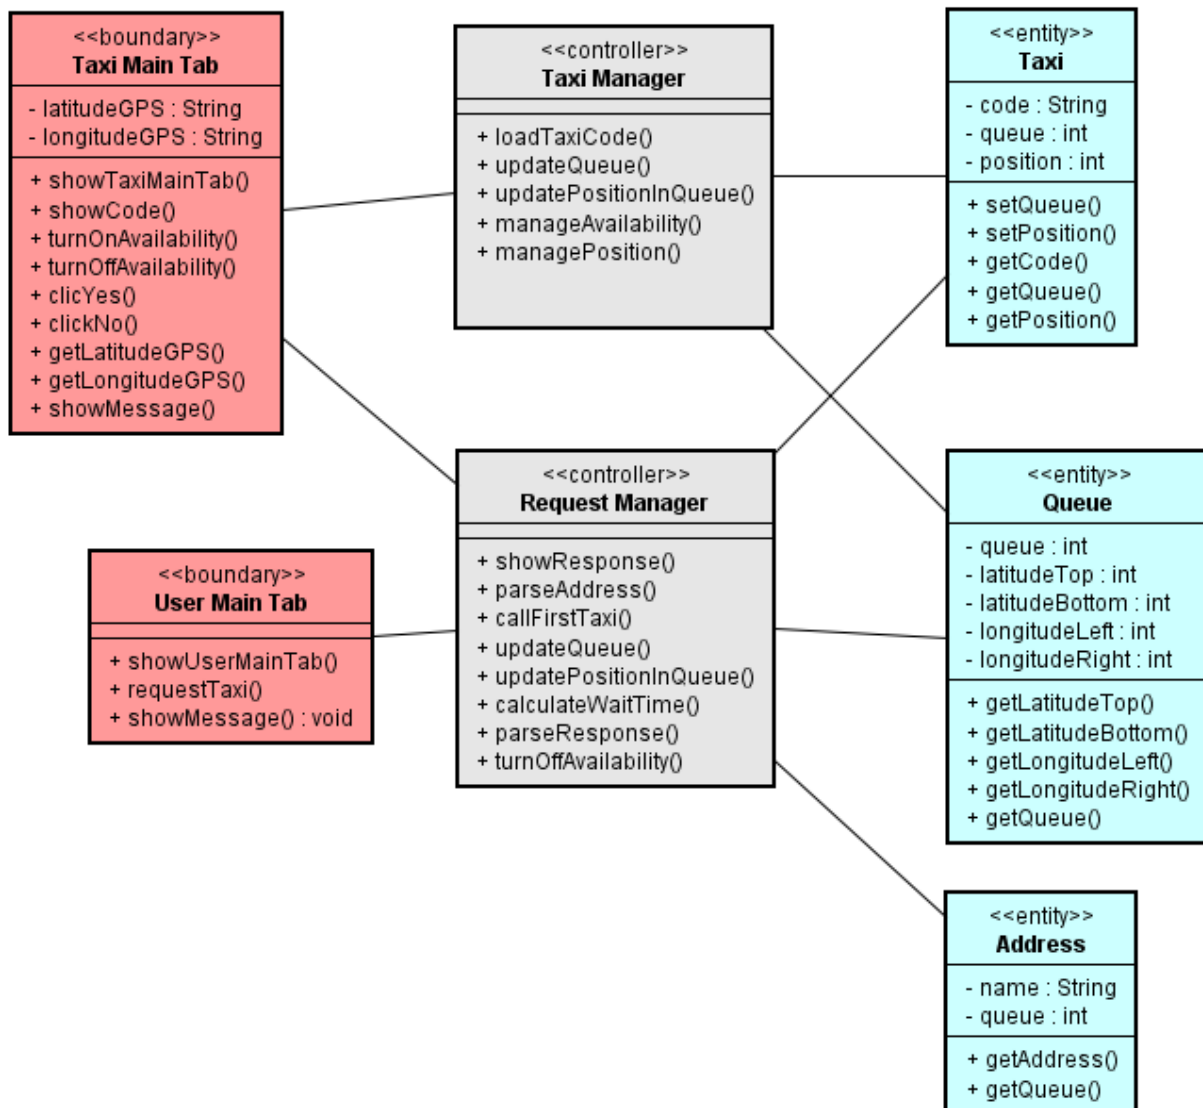 <<boundary>>
Taxi Main Tab
- latitudeGPS : String
- longitudeGPS : String
+ showTaxiMainTab()
+ showCode()
+ turnOnAvailability()
+ turnOffAvailability()
+ clicYes()
+ clickNo()
+ getLatitudeGPS()
+ getLongitudeGPS()
+ showMessage()
<<controller>>
Taxi Manager
+ loadTaxiCode()
+ updateQueue()
+ updatePositionInQueue()
+ manageAvailability()
+ managePosition()
<<entity>>
Taxi
- code : String
- queue : int
- position : int
+ setQueue()
+ setPosition()
+ getCode()
+ getQueue()
+ getPosition()
<<boundary>>
User Main Tab
+ showUserMainTab()
+ requestTaxi()
+ showMessage() : void
<<controller>>
Request Manager
+ showResponse()
+ parseAddress()
+ callFirstTaxi()
+ updateQueue()
+ updatePositionInQueue()
+ calculateWaitTime()
+ parseResponse()
+ turnOffAvailability()
<<entity>>
Queue
- queue : int
- latitudeTop : int
- latitudeBottom : int
- longitudeLeft : int
- longitudeRight : int
+ getLatitudeTop()
+ getLatitudeBottom()
+ getLongitudeLeft()
+ getLongitudeRight()
+ getQueue()
<<entity>>
Address
- name : String
- queue : int
+ getAddress()
+ getQueue()